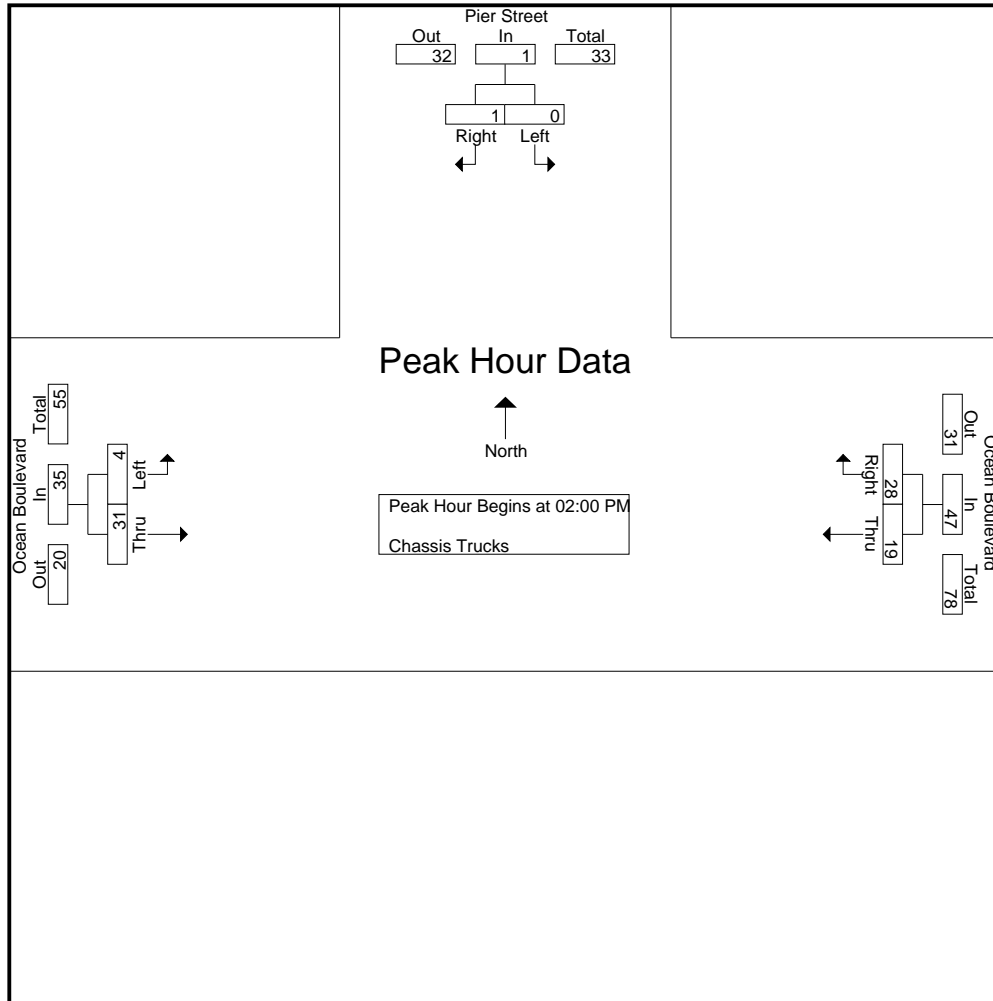 Pier Street
Out In Total
32 1 33
1 0
Right Left
Peak Hour Data
North
Peak Hour Begins at 02:00 PM
Chassis Trucks
Ocean Boulevard
Total In Out
55 35 20
4 31
Left Thru
Ocean Boulevard
Out In Total
31 47 78
28 19
Right Thru